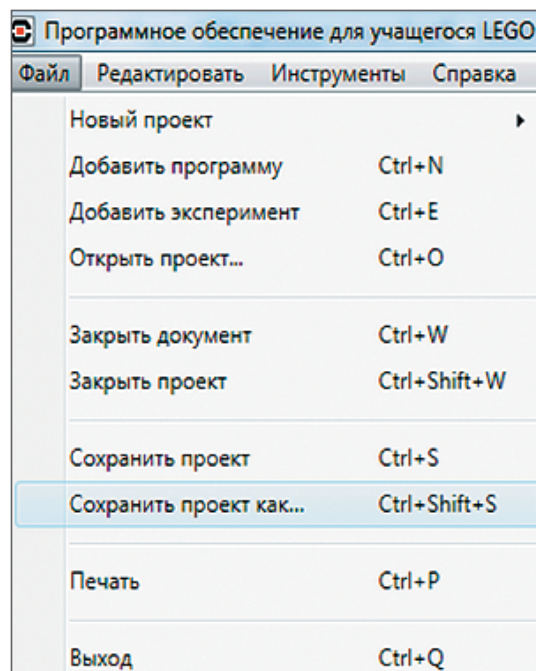 Программное обеспечение для учащегося LEGO
Файл Редактировать Инструменты Справка
Новый проект
Добавить программу Ctrl+N
Добавить эксперимент Ctrl+E
Открыть проект... Ctrl+O
Закрыть документ Ctrl+W
Закрыть проект Ctrl+Shift+W
Сохранить проект Ctrl+S
Сохранить проект как... Ctrl+Shift+S
Печать Ctrl+P
Выход Ctrl+Q